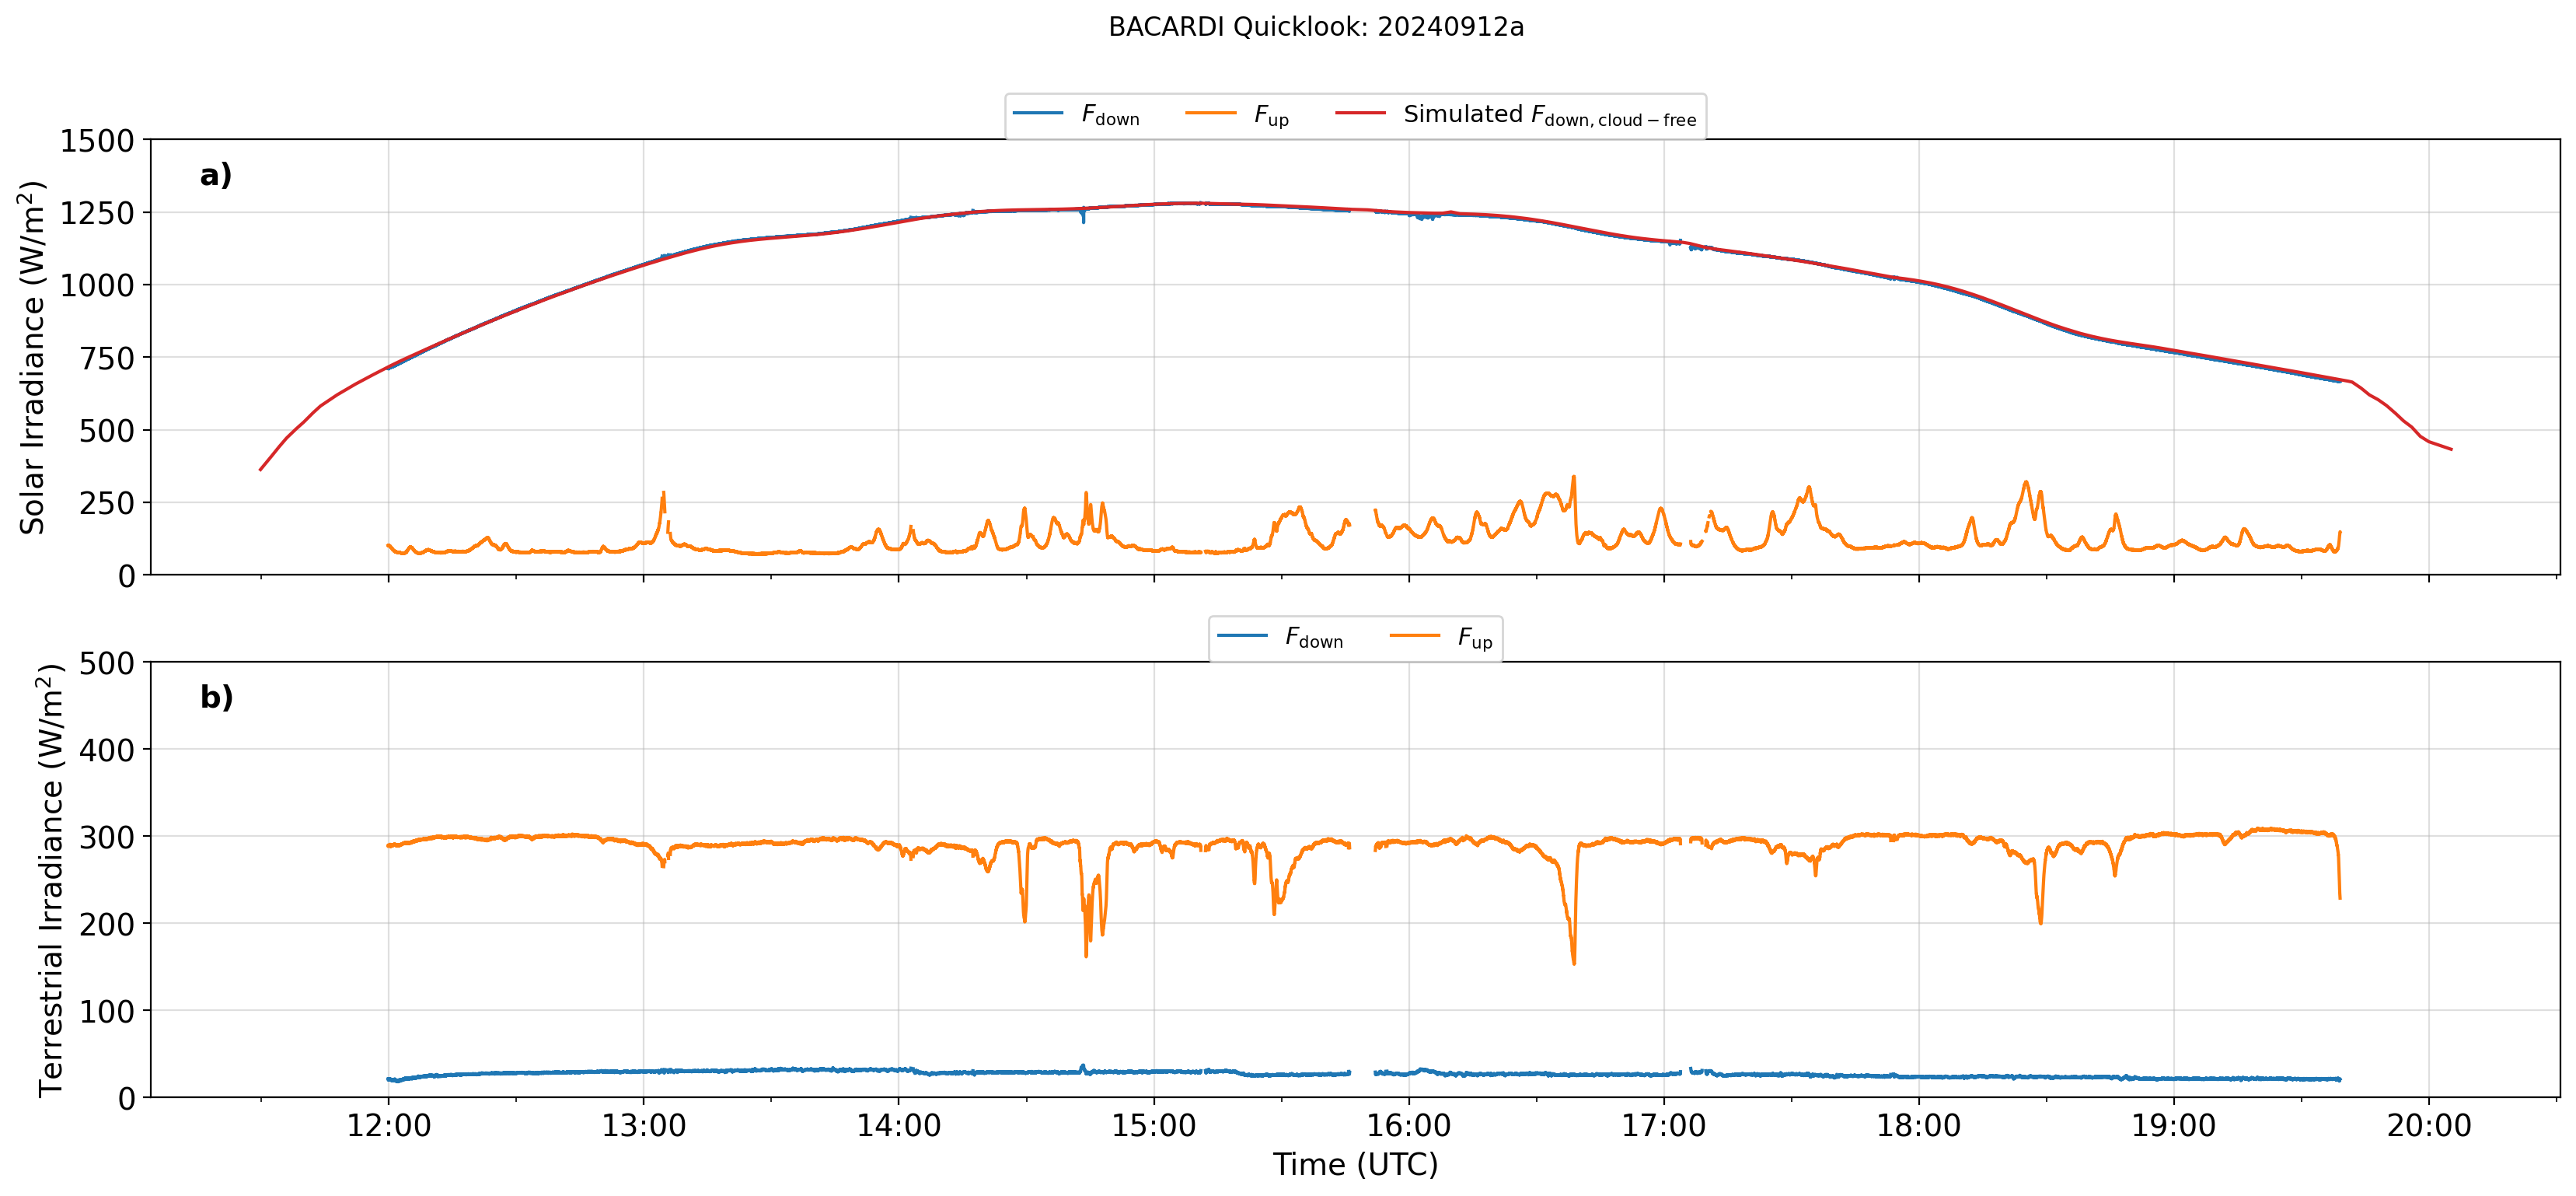 BACARDI Quicklook: 20240912a
F_down F_up Simulated F_down, cloud−free
a)
Solar Irradiance (W/m²)
1500
1250
1000
750
500
250
0
F_down F_up
b)
Terrestrial Irradiance (W/m²)
500
400
300
200
100
0
12:00 13:00 14:00 15:00 16:00 17:00 18:00 19:00 20:00
Time (UTC)